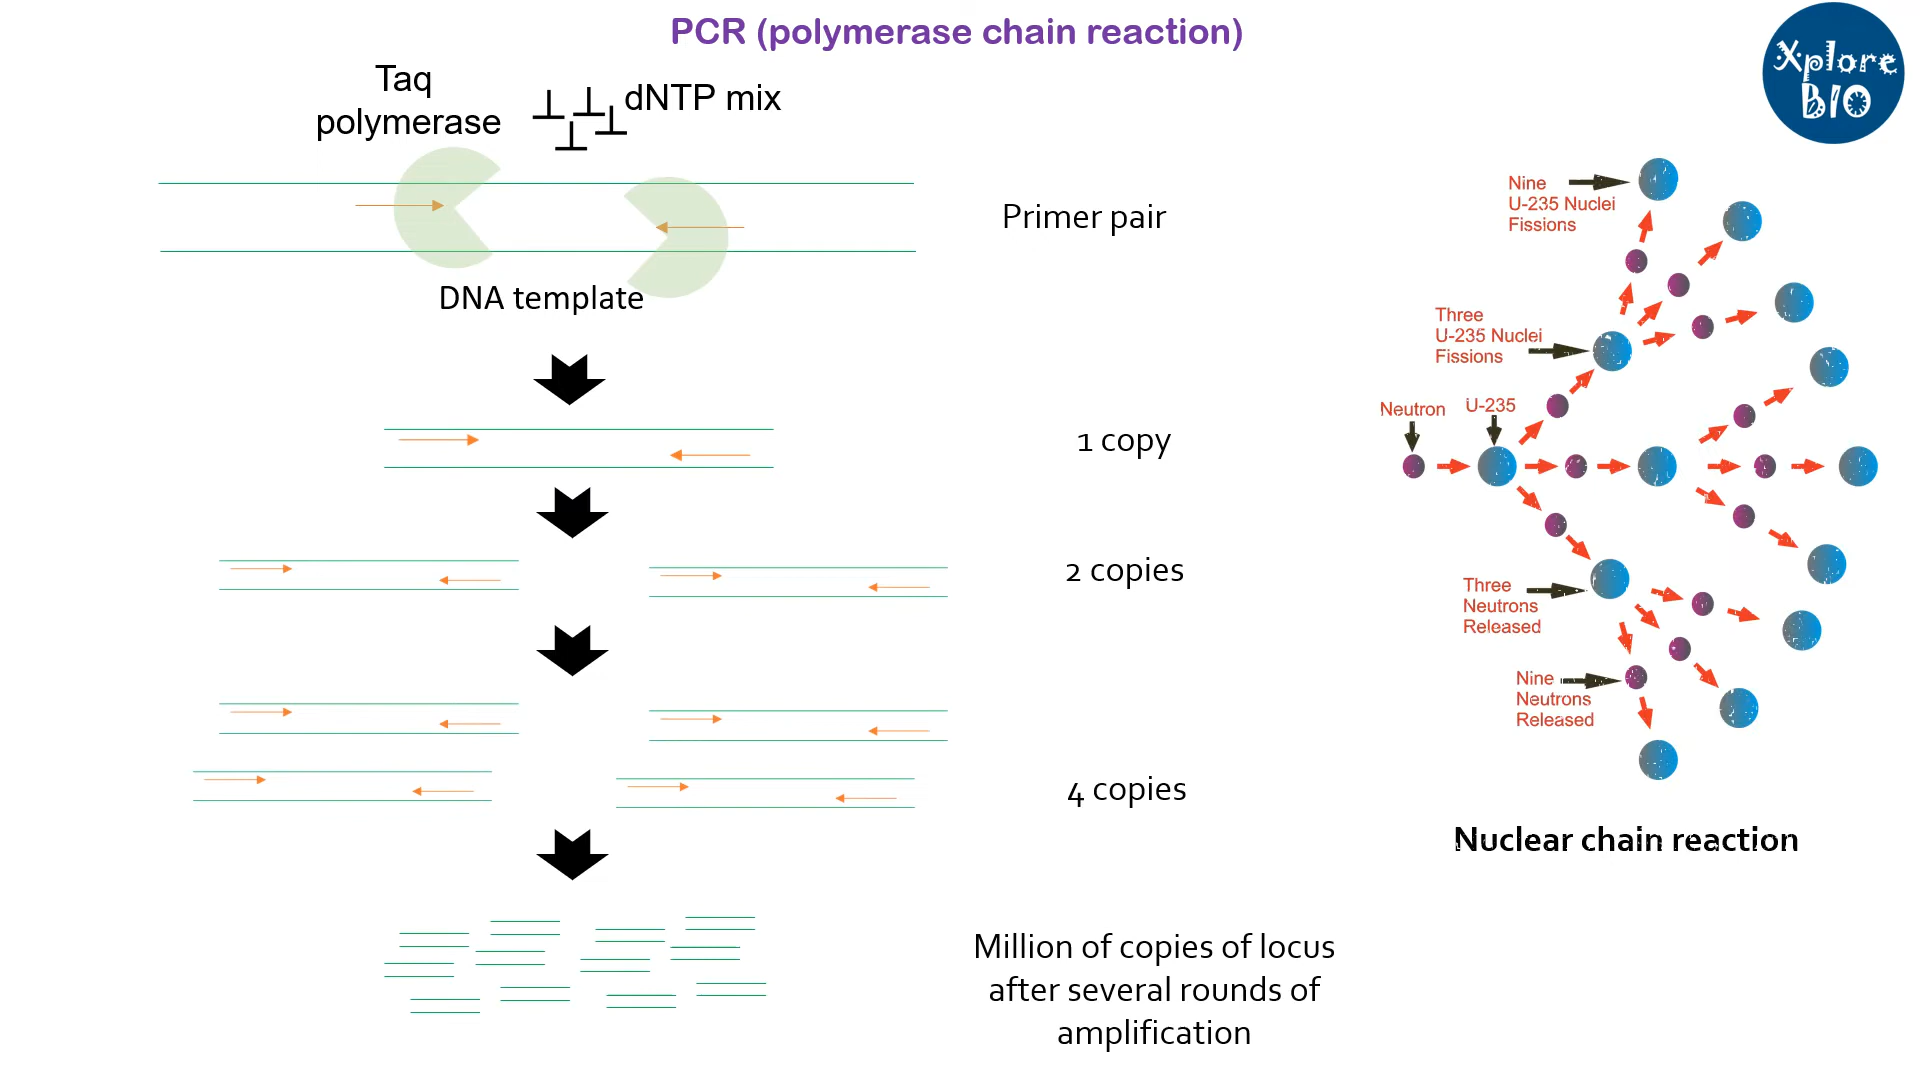 PCR (polymerase chain reaction)
Xplore
BIO
Taq
polymerase
dNTP mix
Primer pair
DNA template
1 copy
2 copies
4 copies
Million of copies of locus
after several rounds of
amplification
Nine
U-235 Nuclei
Fissions
Three
U-235 Nuclei
Fissions
Neutron
U-235
Three
Neutrons
Released
Nine
Neutrons
Released
Nuclear chain reaction